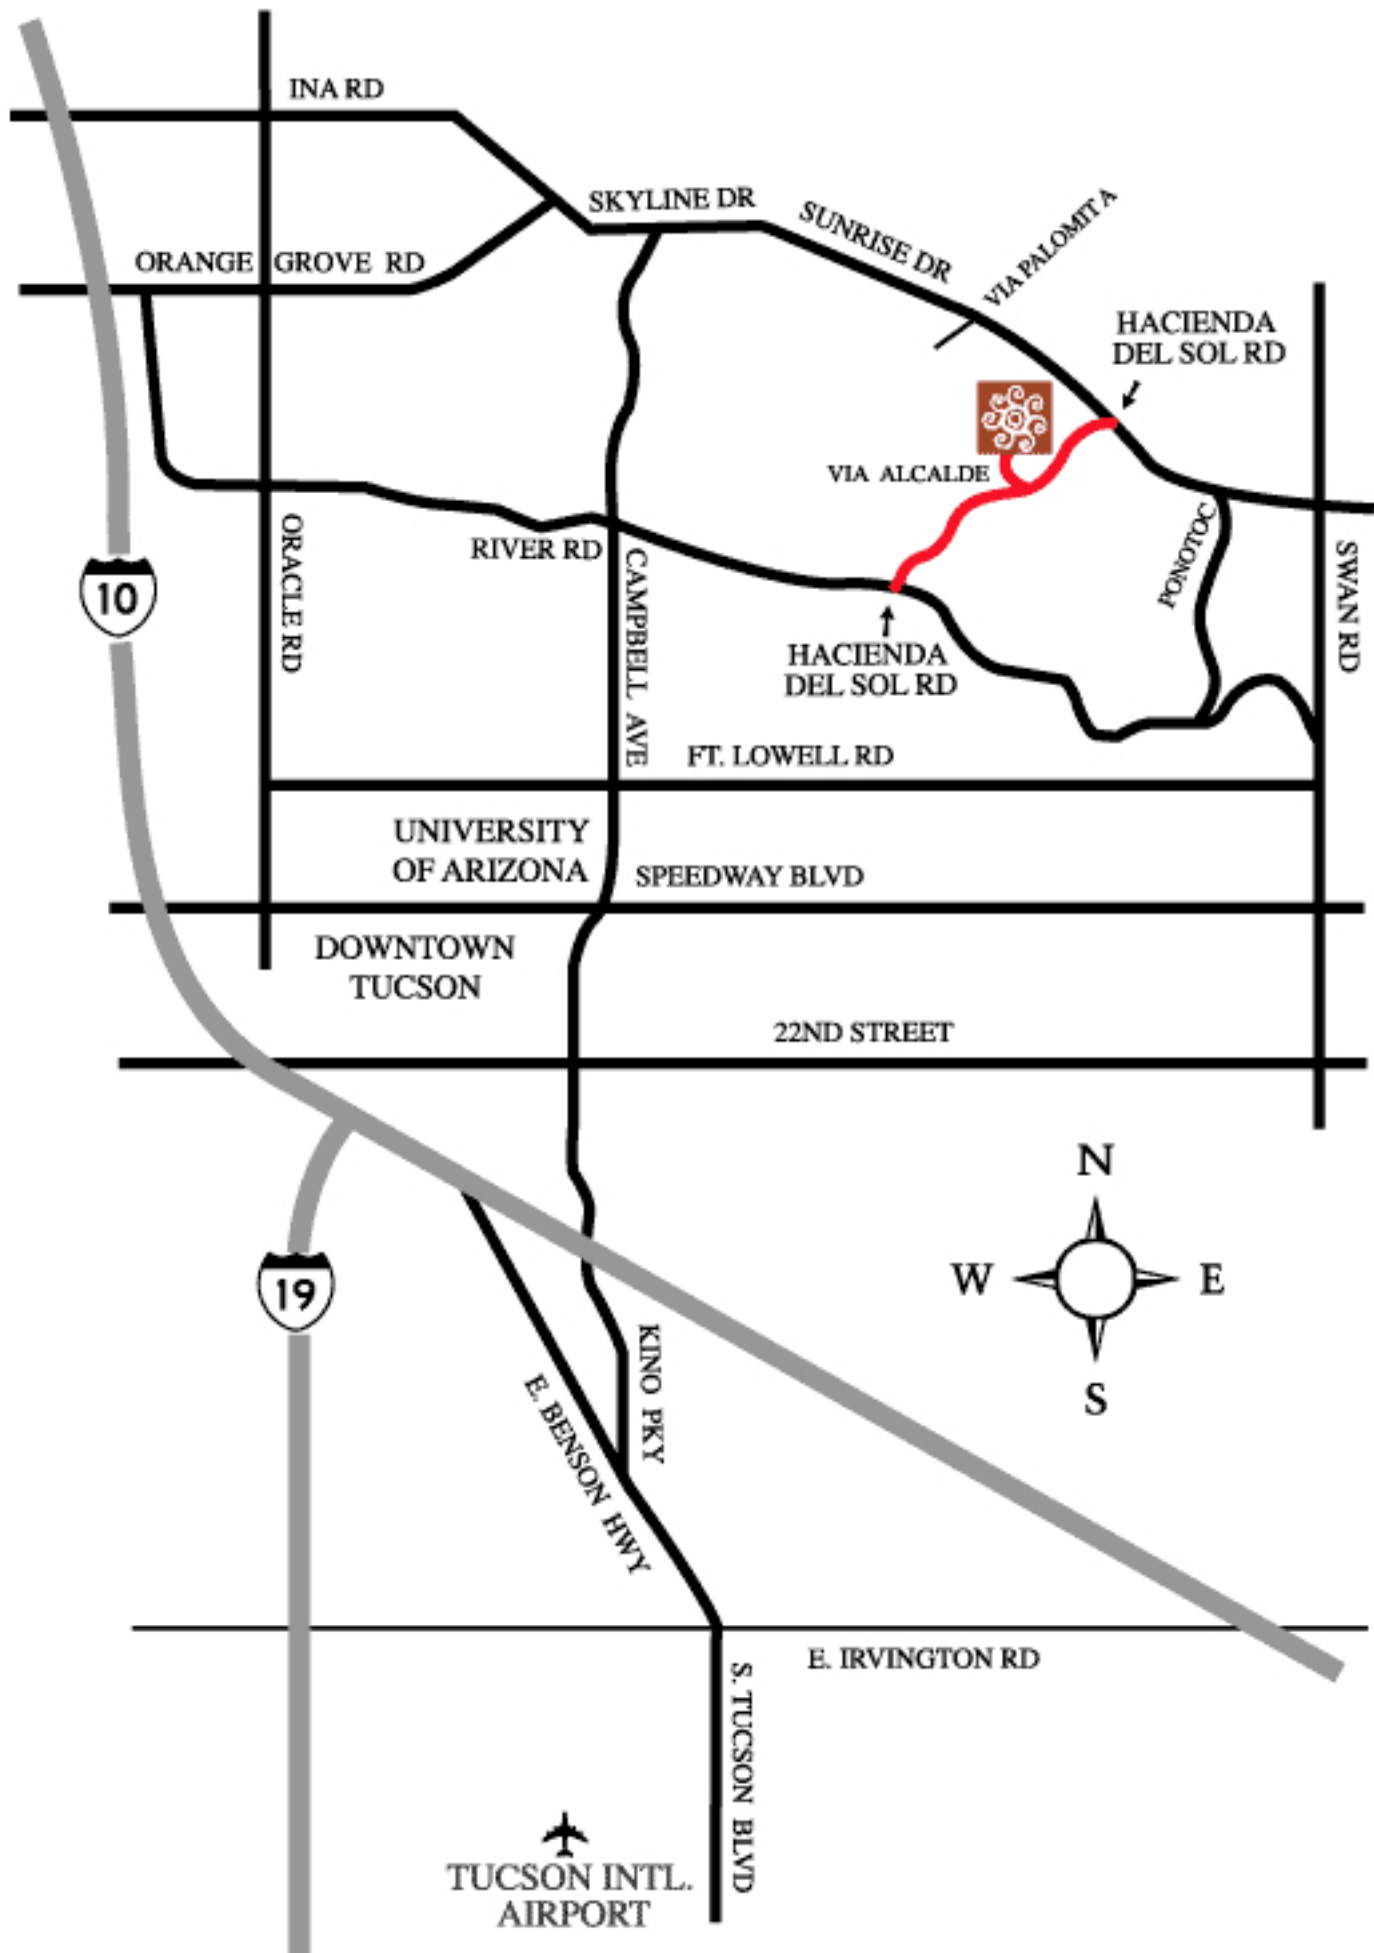 INA RD
SKYLINE DR
SUNRISE DR
VIA PALOMITA
ORANGE GROVE RD
HACIENDA
DEL SOL RD
VIA ALCALDE
PONOTOC
ORACLE RD
RIVER RD
CAMPBELL AVE
SWAN RD
10
HACIENDA
DEL SOL RD
FT. LOWELL RD
UNIVERSITY
OF ARIZONA
SPEEDWAY BLVD
DOWNTOWN
TUCSON
22ND STREET
N
W
E
S
19
KINO PKY
E. BENSON HWY
E. IRVINGTON RD
S. TUCSON BLVD
TUCSON INTL.
AIRPORT